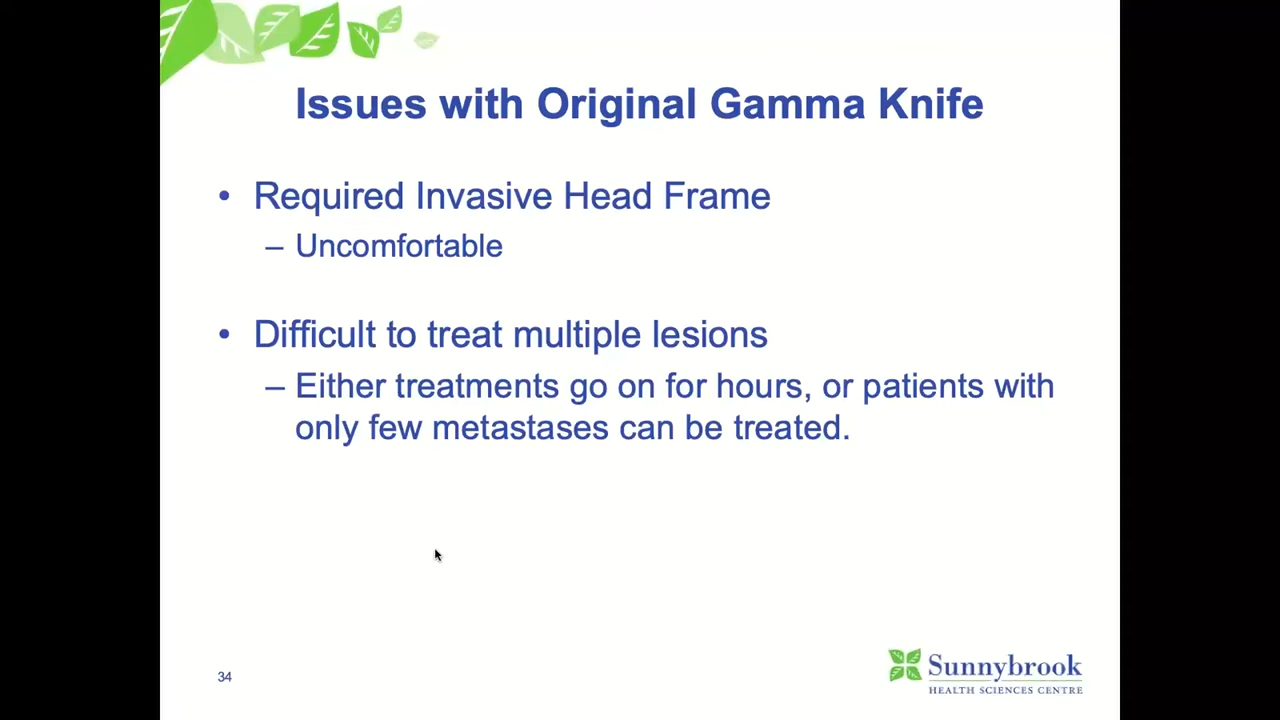 Issues with Original Gamma Knife
• Required Invasive Head Frame
– Uncomfortable
• Difficult to treat multiple lesions
– Either treatments go on for hours, or patients with
only few metastases can be treated.
34
Sunnybrook
HEALTH SCIENCES CENTRE